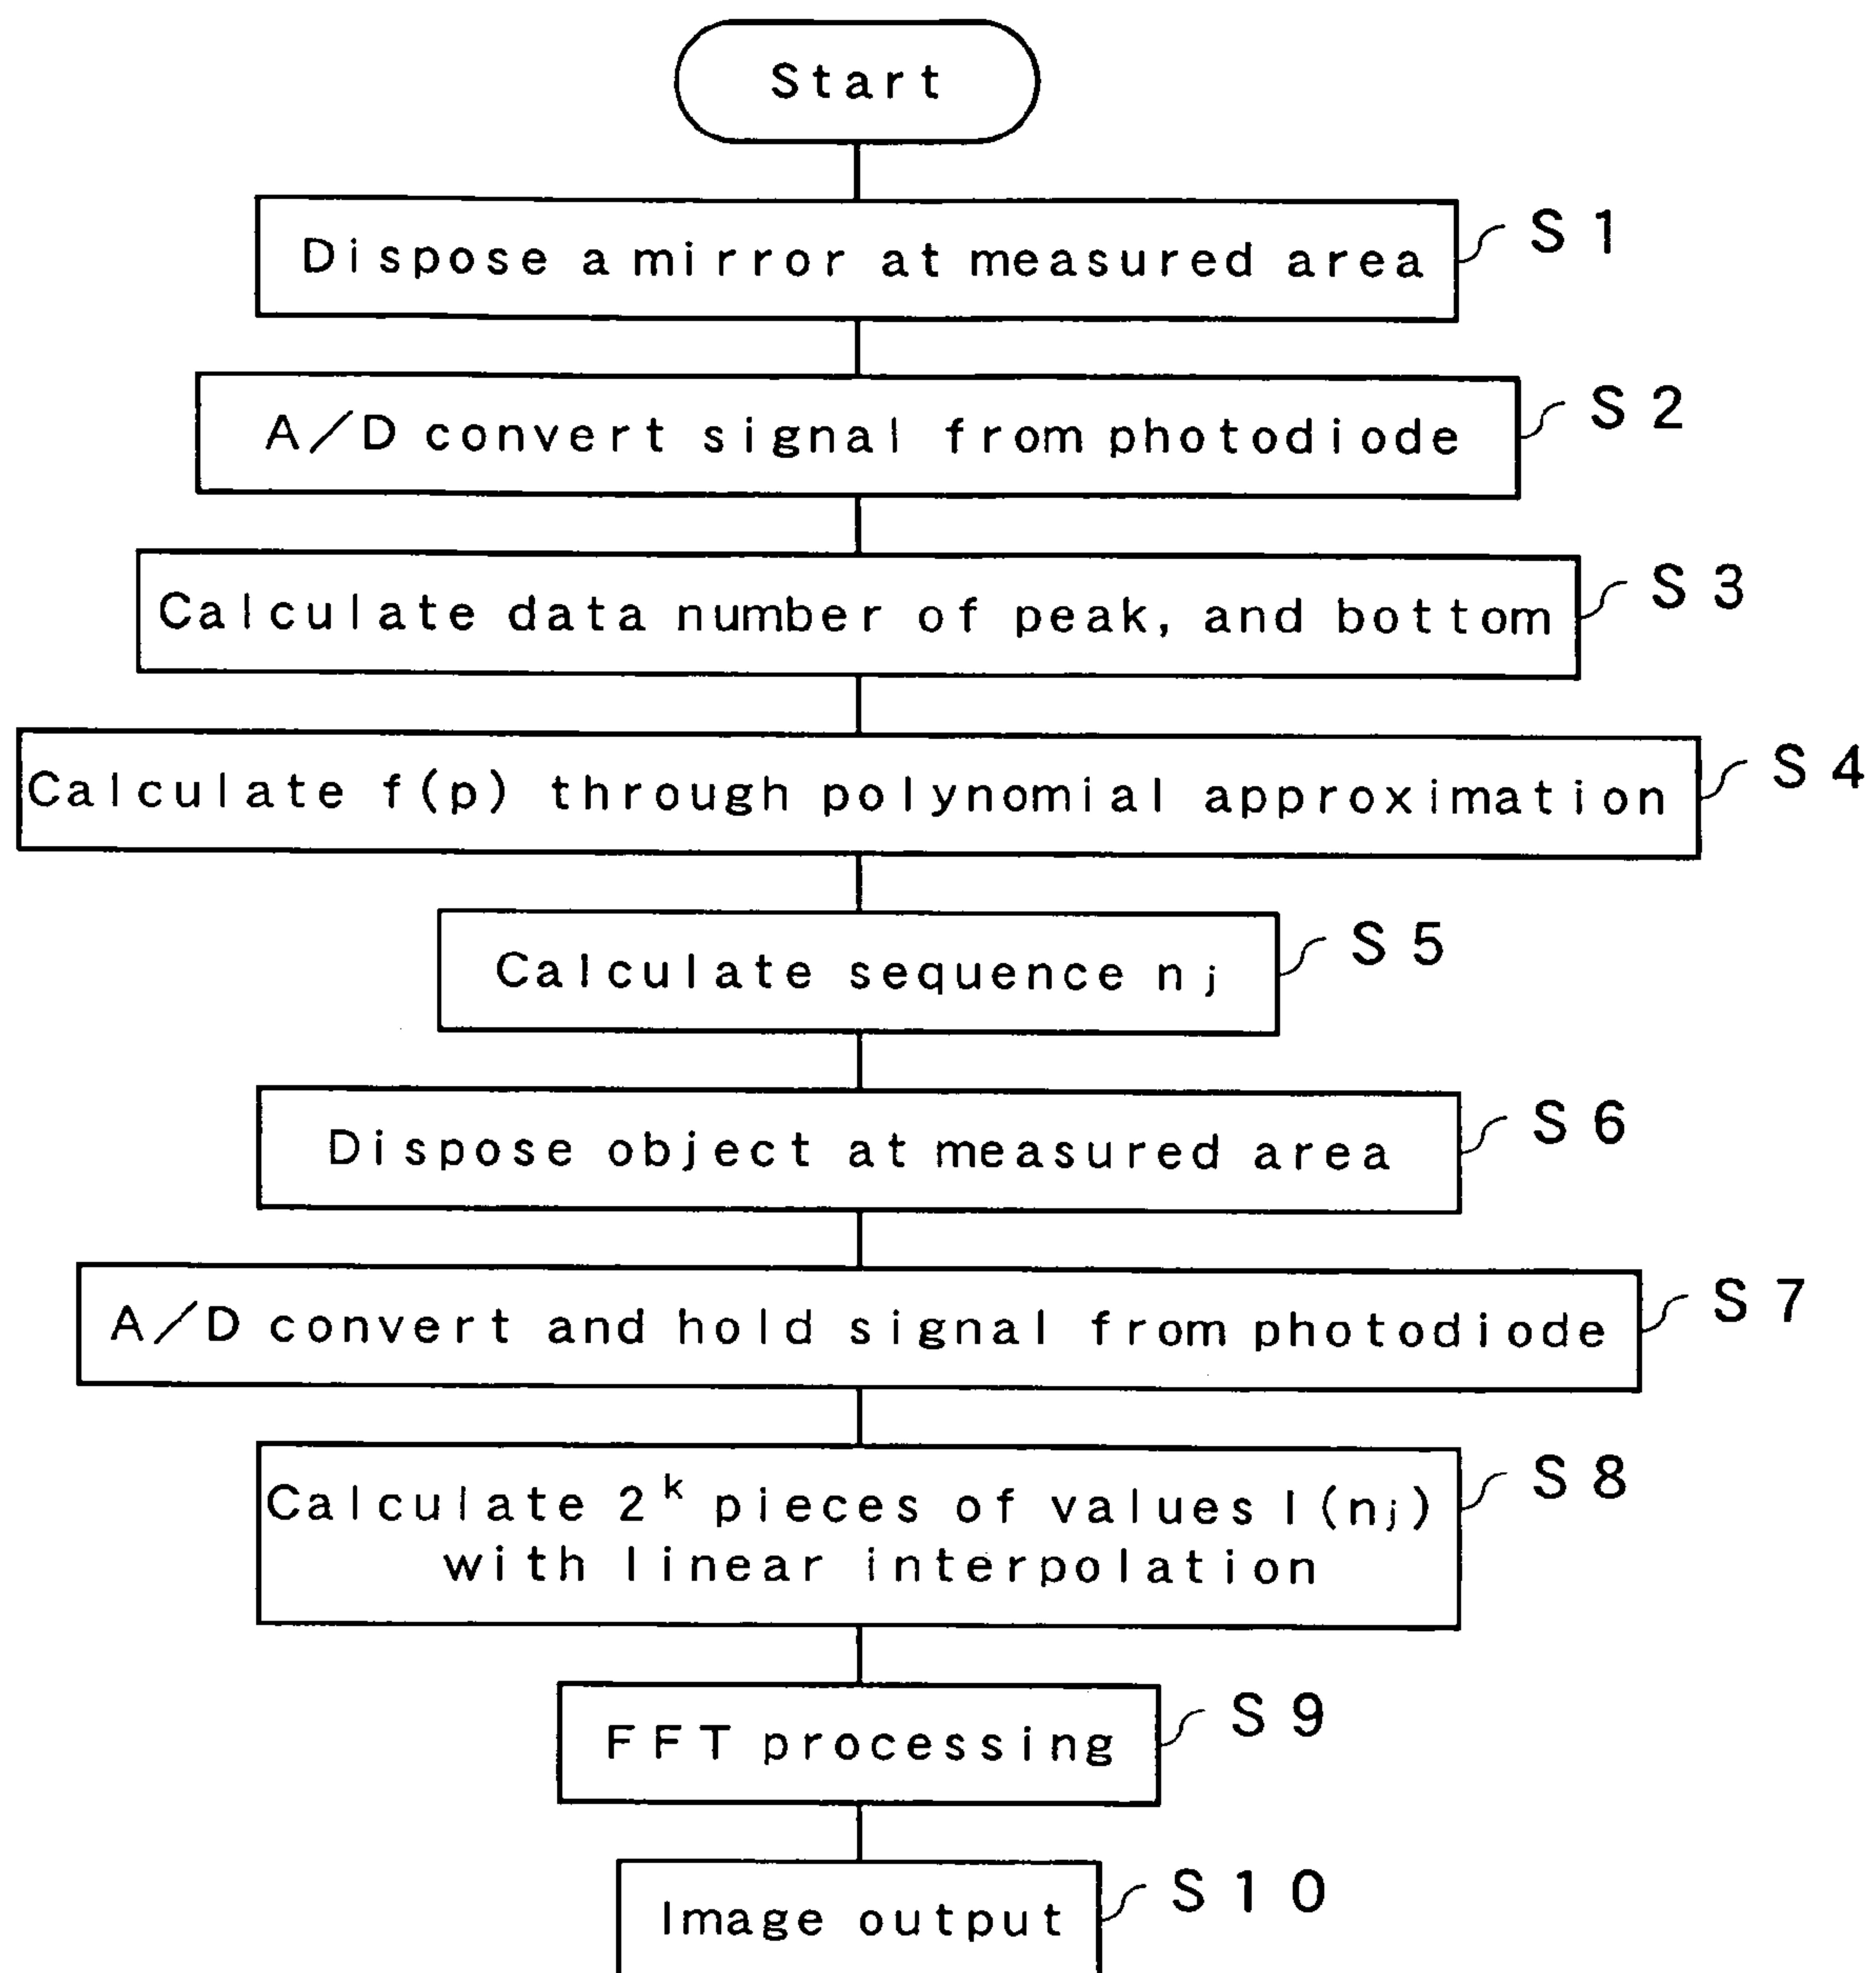 Start
Dispose a mirror at measured area
S1
A/D convert signal from photodiode
S2
Calculate data number of peak, and bottom
S3
Calculate f(p) through polynomial approximation
S4
Calculate sequence nj
S5
Dispose object at measured area
S6
A/D convert and hold signal from photodiode
S7
Calculate 2^k pieces of values I(nj)
with linear interpolation
S8
FFT processing
S9
Image output
S10